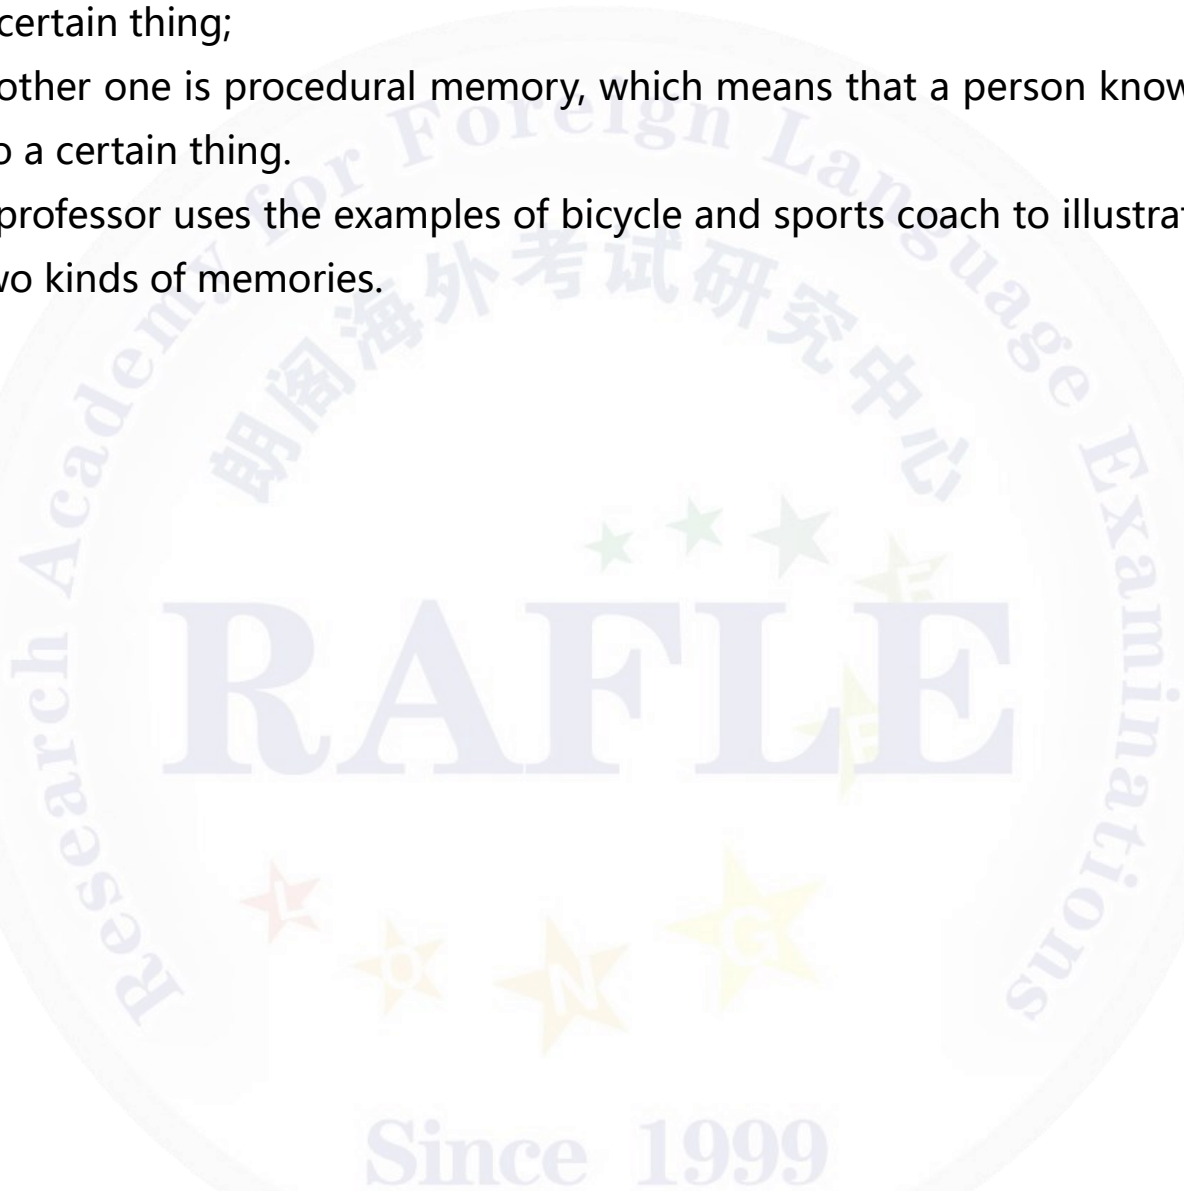 certain thing;
other one is procedural memory, which means that a person know
o a certain thing.
professor uses the examples of bicycle and sports coach to illustrat
wo kinds of memories.
Research Academy for Foreign Language Examinations
朗阁海外考试研究中心
E
RAFLE
F
L O N G
Since 1999